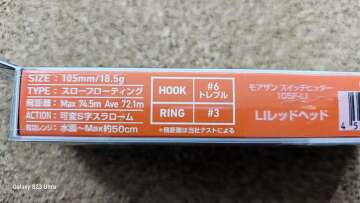 SIZE : 105mm/18.5g
TYPE : スローフローティング
飛距離 : Max 74.5m Ave 72.1m
ACTION : 可変S字スラローム
有効レンジ : 水面～Max約50cm
HOOK #6 トレブル
RING #3
※飛距離は当社テストによる
モアザン スイッチヒッター
105F-LI
LIレッドヘッド
4 5
Galaxy S23 Ultra